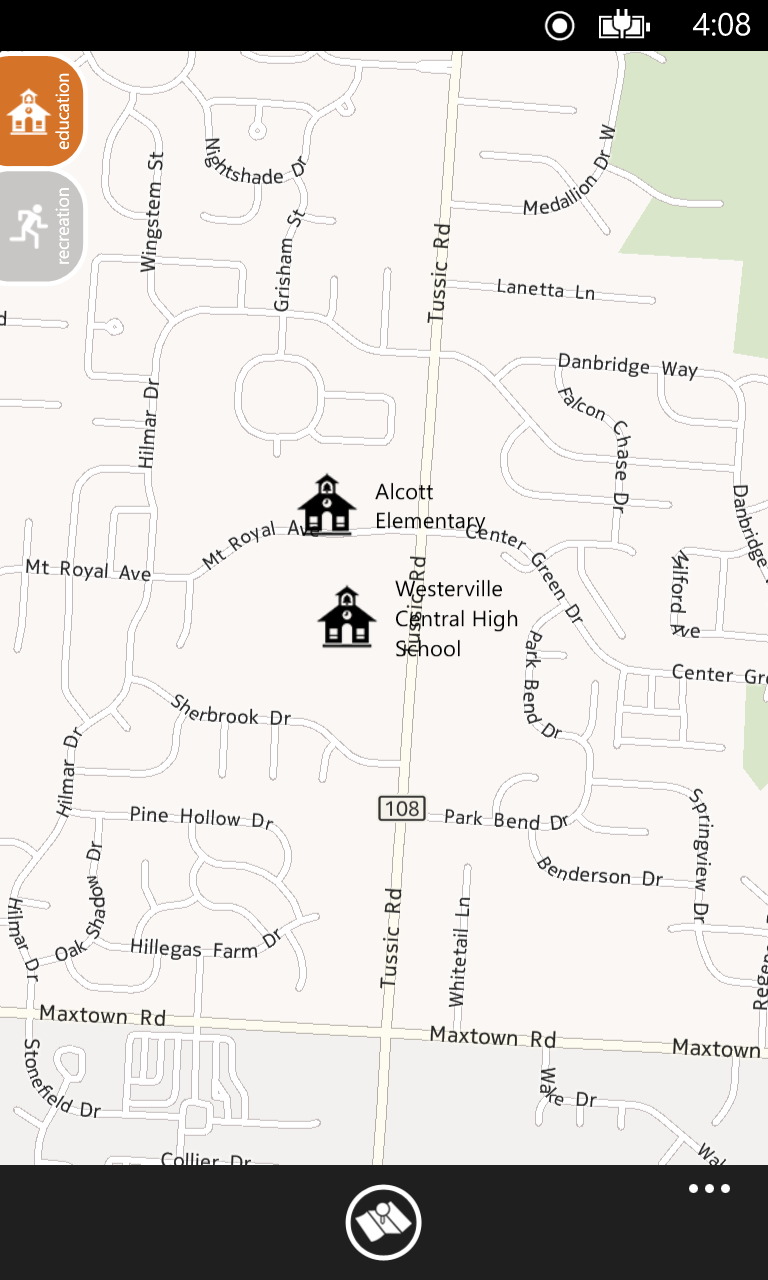 4:08
education
recreation
Nightshade Dr
Wingstem St
Grisham St
Medallion Dr W
Tussic Rd
Lanetta Ln
Danbridge Way
Falcon Chase Dr
Hilmar Dr
Alcott
Elementary
Mt Royal Ave
Mt Royal Ave
Center Green Dr
Danbridge
Milford Ave
Westerville
Central High
School
Tussic Rd
Park Bend Dr
Center Gre
Sherbrook Dr
Hilmar Dr
108
Pine Hollow Dr
Park Bend Dr
Springview Dr
Benderson Dr
Oak Shadow Dr
Hilmar Dr
Hillegas Farm Dr
Tussic Rd
Whitetail Ln
Maxtown Rd
Maxtown Rd
Maxtown
Stonefield Dr
Wake Dr
Collier Dr